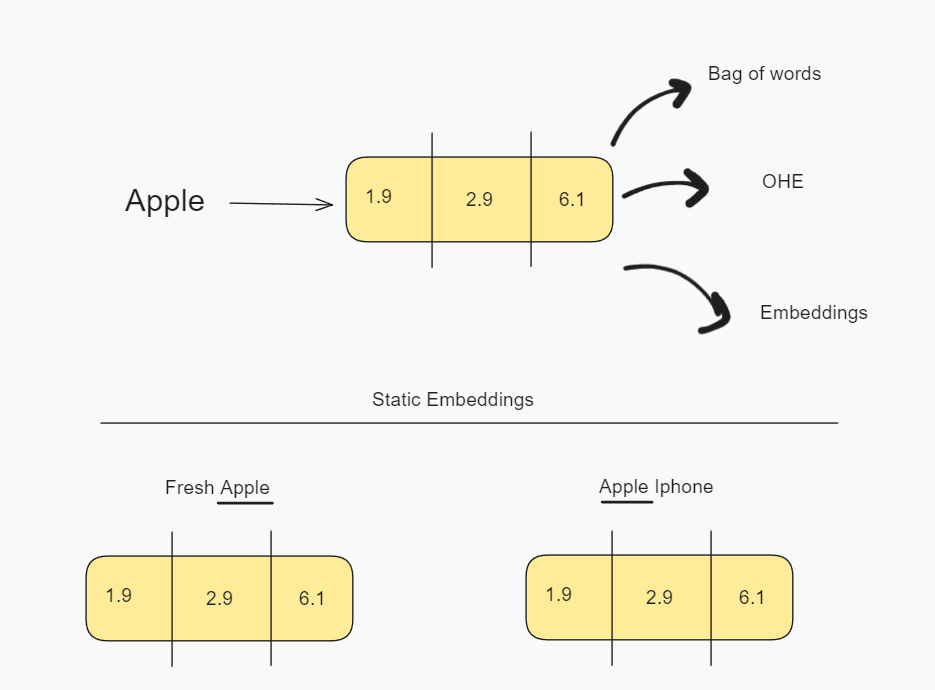 Bag of words
Apple
1.9 2.9 6.1
OHE
Embeddings
Static Embeddings
Fresh Apple
1.9 2.9 6.1
Apple Iphone
1.9 2.9 6.1